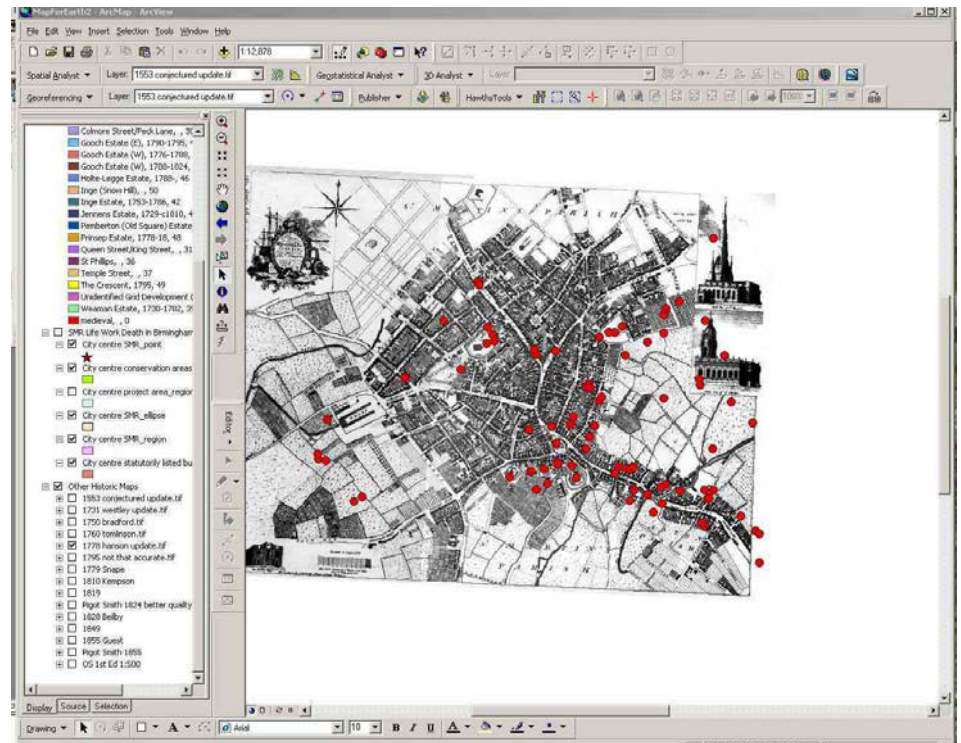 MapForEarth2 - ArcMap - ArcView
File Edit View Insert Selection Tools Window Help
1:12,878
Spatial Analyst Layer: 1553 conjectured update.tif Geostatistical Analyst 3D Analyst Layer:
Georeferencing Layer: 1553 conjectured update.tif Publisher HawthsTools
Colmore Street/Peck Lane, , 30
Gooch Estate (E), 1790-1795,
Gooch Estate (W), 1776-1788,
Gooch Estate (W), 1788-1824,
Holte-Legge Estate, 1788-, 46
Inge (Snow Hill), , 50
Inge Estate, 1753-1786, 42
Jennens Estate, 1729-c1810, 4
Pemberton (Old Square) Estate
Prinsep Estate, 1778-18, 48
Queen Street/King Street, , 31
St Philips, , 36
Temple Street, , 37
The Crescent, 1795, 49
Unidentified Grid Development (
Weaman Estate, 1730-1782, 3
medieval, , 0
SMR Life Work Death in Birmingham
City centre SMR_point
City centre conservation areas
City centre project area_region
City centre SMR_ellipse
City centre SMR_region
City centre statutorily listed bu
Other Historic Maps
1553 conjectured update.tif
1731 westley update.tif
1750 bradford.tif
1760 tomlinson.tif
1778 hanson update.tif
1795 not that accurate.tif
1779 Snape
1810 Kempson
1819
Pigot Smith 1824 better quality
1828 Beilby
1849
1855 Guest
Pigot Smith 1855
OS 1st Ed 1:500
Editor
Display Source Selection
Drawing A Arial 10 B I U A